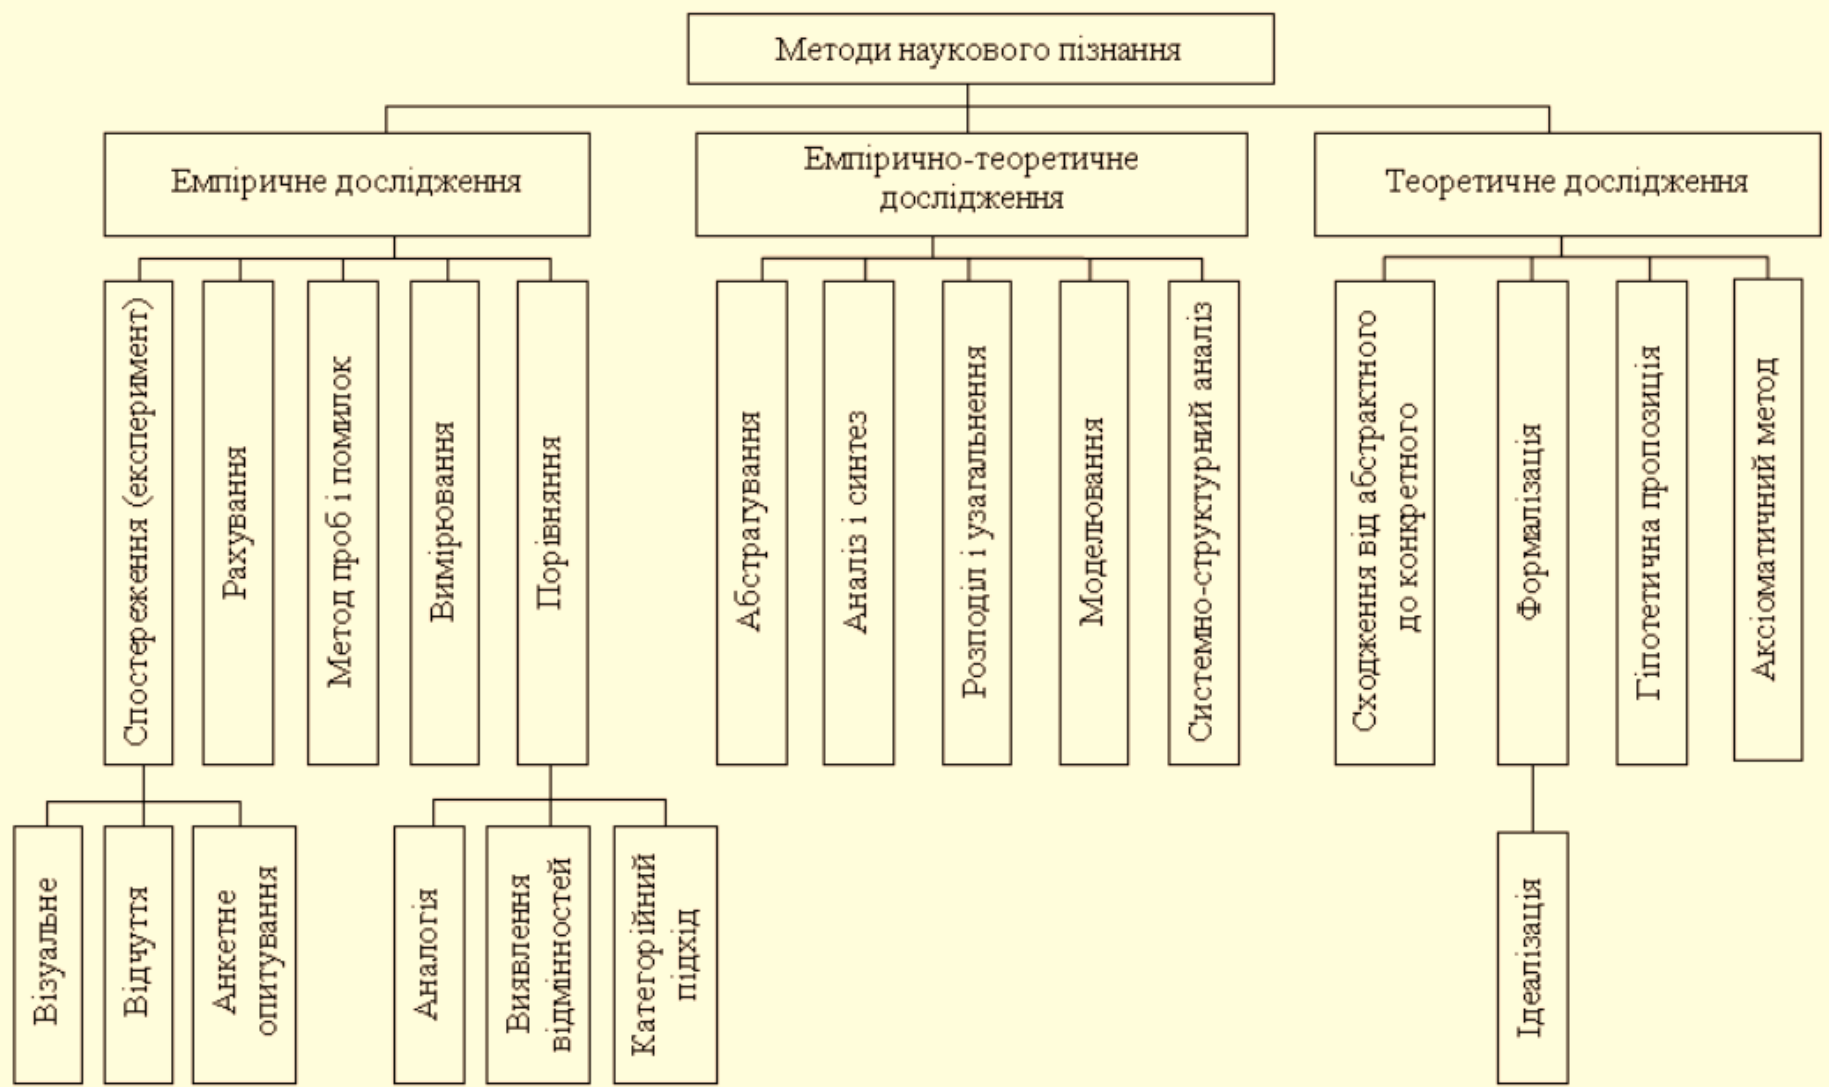 Методи наукового пізнання
Емпіричне дослідження
Емпірично-теоретичне
дослідження
Теоретичне дослідження
Спостереження (експеримент)
Рахування
Метод проб і помилок
Вимірювання
Порівняння
Абстрагування
Аналіз і синтез
Розподіл і узагальнення
Моделювання
Системно-структурний аналіз
Сходження від абстрактного
до конкретного
Формалізація
Гіпотетична пропозиція
Аксіоматичний метод
Візуальне
Відчуття
Анкетне
опитування
Аналогія
Виявлення
відмінностей
Категорійний
підхід
Ідеалізація